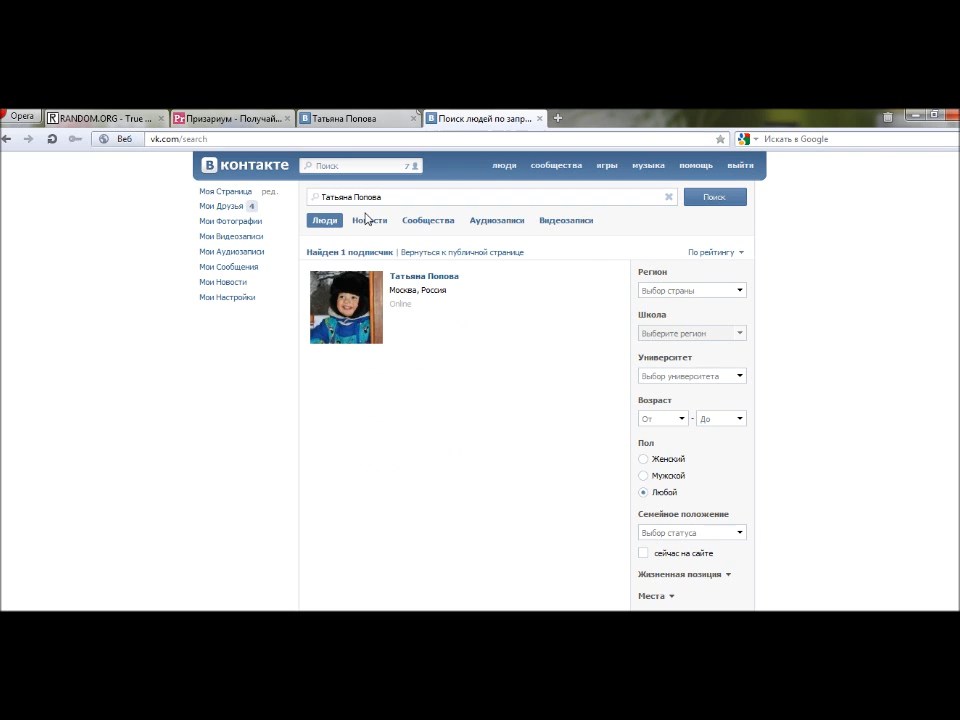 Opera
RANDOM.ORG - True ...
Призариум - Получай...
В Татьяна Попова
В Поиск людей по запр...
Веб
vk.com/search
Искать в Google
В контакте
Поиск
7
люди сообщества игры музыка помощь выйти
Моя Страница ред.
Мои Друзья 4
Мои Фотографии
Мои Видеозаписи
Мои Аудиозаписи
Мои Сообщения
Мои Новости
Мои Настройки
Татьяна Попова
Поиск
Люди Новости Сообщества Аудиозаписи Видеозаписи
Найден 1 подписчик | Вернуться к публичной странице
По рейтингу
Татьяна Попова
Москва, Россия
Online
Регион
Выбор страны
Школа
Выберите регион
Университет
Выбор университета
Возраст
От - До
Пол
Женский
Мужской
Любой
Семейное положение
Выбор статуса
сейчас на сайте
Жизненная позиция
Места